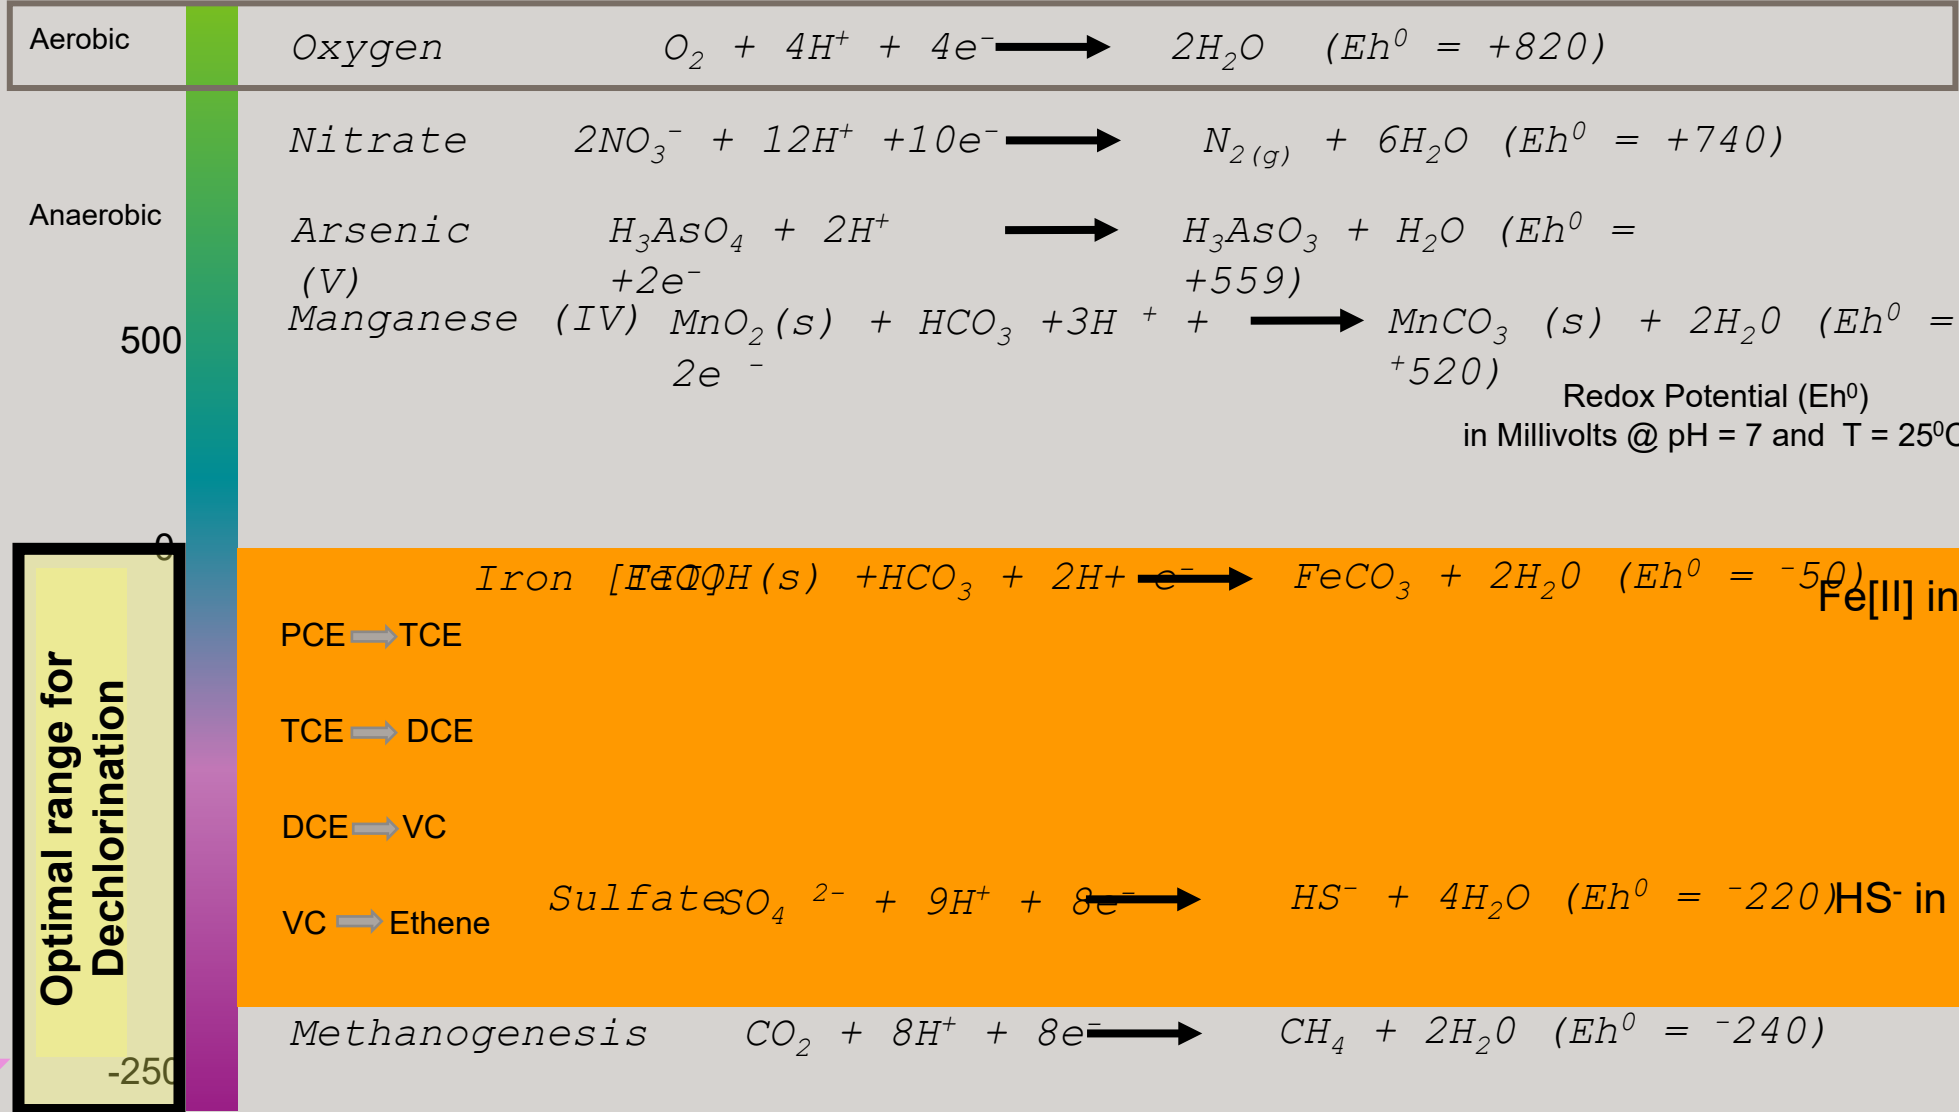 Aerobic
Oxygen O₂ + 4H⁺ + 4e⁻ → 2H₂O (Eh⁰ = +820)
Nitrate 2NO₃⁻ + 12H⁺ +10e⁻ → N₂(g) + 6H₂O (Eh⁰ = +740)
Anaerobic
Arsenic H₃AsO₄ + 2H⁺ → H₃AsO₃ + H₂O (Eh⁰ =
(V) +2e⁻ +559)
Manganese (IV) MnO₂(s) + HCO₃ +3H ⁺ + → MnCO₃ (s) + 2H₂0 (Eh⁰ =
500
2e ⁻ ⁺520)
Redox Potential (Eh⁰)
in Millivolts @ pH = 7 and T = 25⁰C
0
Iron [III] FeOOH(s) +HCO₃ + 2H+ e⁻ → FeCO₃ + 2H₂0 (Eh⁰ = ⁻50)
Fe[II] in
PCE ⇒ TCE
TCE ⇒ DCE
DCE ⇒ VC
Optimal range for
Dechlorination
Sulfate SO₄ ²⁻ + 9H⁺ + 8e⁻ → HS⁻ + 4H₂O (Eh⁰ = ⁻220)
HS⁻ in
VC ⇒ Ethene
Methanogenesis CO₂ + 8H⁺ + 8e⁻ → CH₄ + 2H₂0 (Eh⁰ = ⁻240)
-250